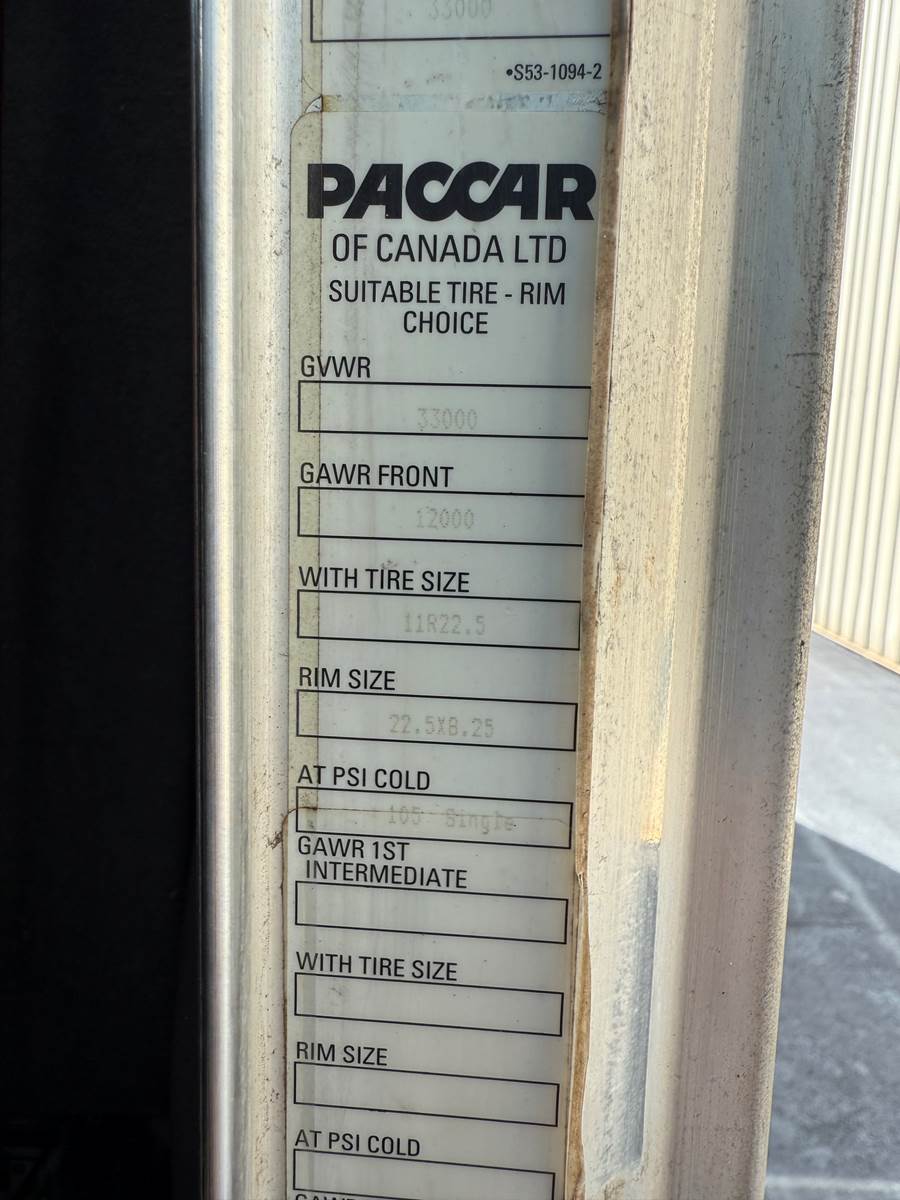 33000
•S53-1094-2
PACCAR
OF CANADA LTD
SUITABLE TIRE - RIM
CHOICE
GVWR
33000
GAWR FRONT
12000
WITH TIRE SIZE
11R22.5
RIM SIZE
22.5X8.25
AT PSI COLD
105 Single
GAWR 1ST
INTERMEDIATE
WITH TIRE SIZE
RIM SIZE
AT PSI COLD
GAWR